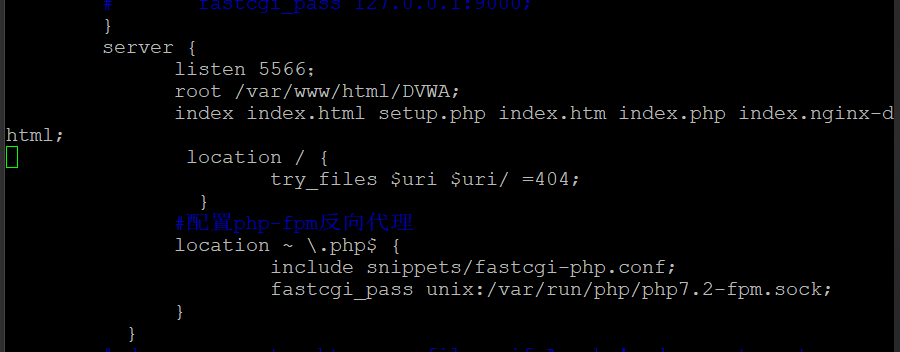 #       fastcgi_pass 127.0.0.1:9000;
}
server {
listen 5566;
root /var/www/html/DVWA;
index index.html setup.php index.htm index.php index.nginx-d
html;
location / {
try_files $uri $uri/ =404;
}
#配置php-fpm反向代理
location ~ \.php$ {
include snippets/fastcgi-php.conf;
fastcgi_pass unix:/var/run/php/php7.2-fpm.sock;
}
}